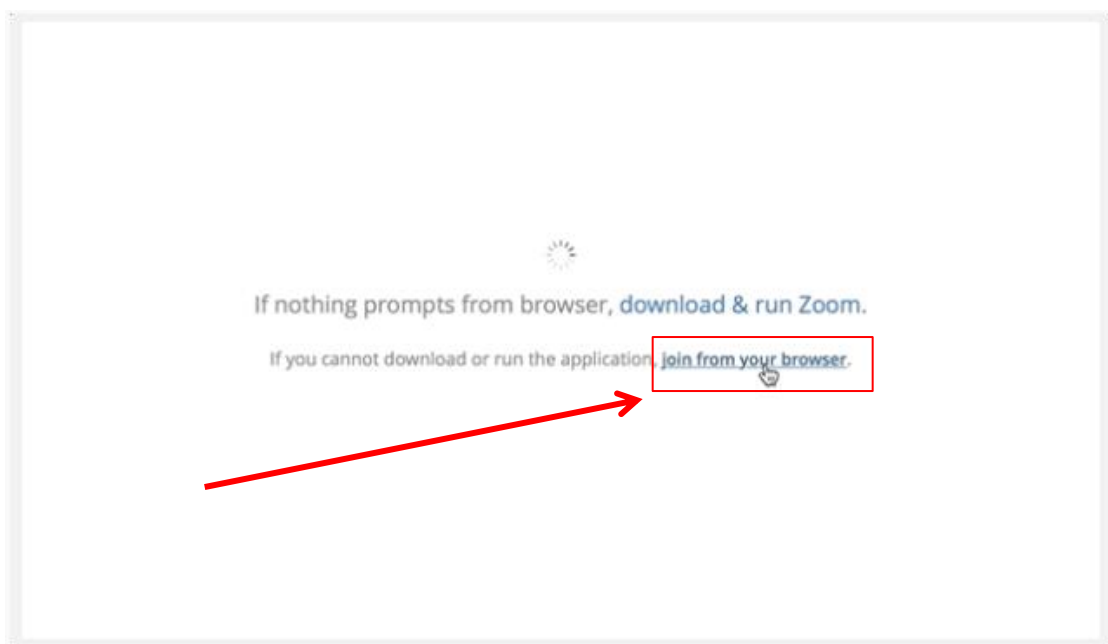 If nothing prompts from browser, download & run Zoom.
If you cannot download or run the application, join from your browser.